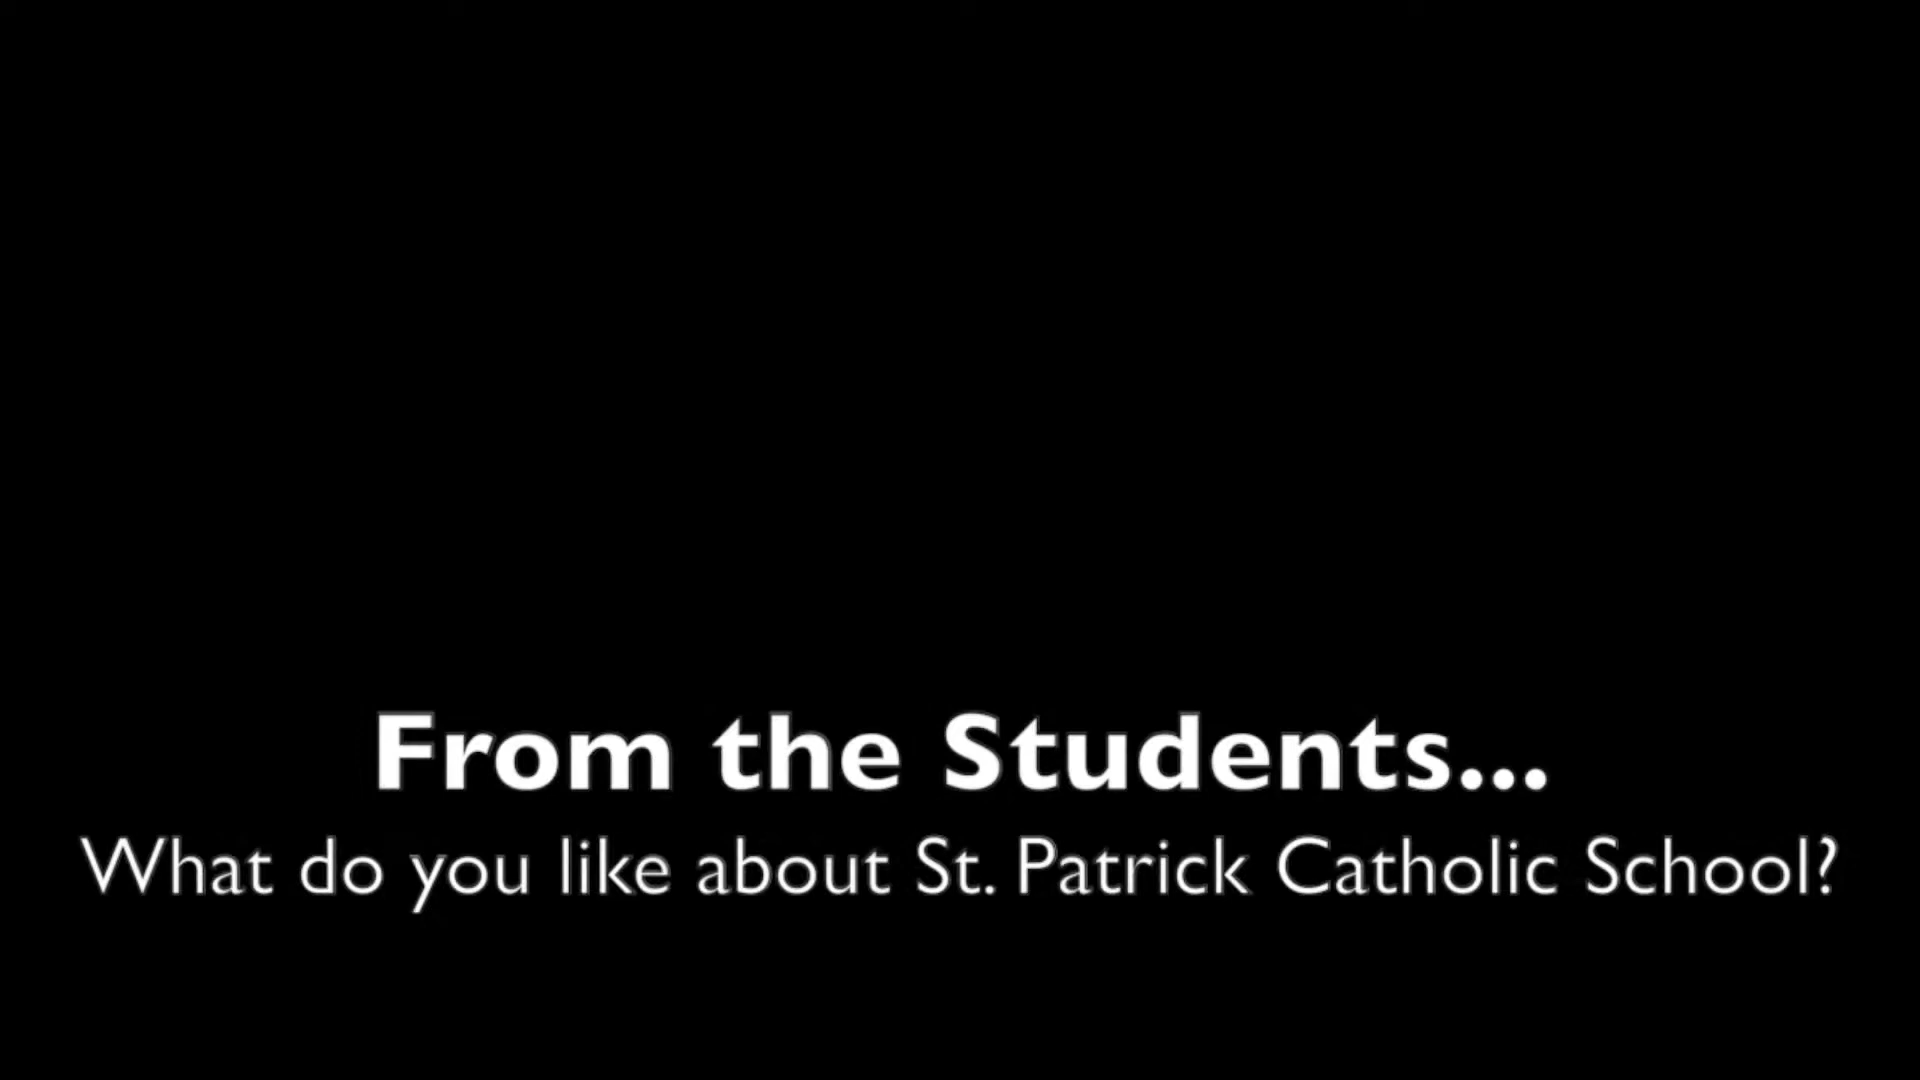 From the Students...
What do you like about St. Patrick Catholic School?